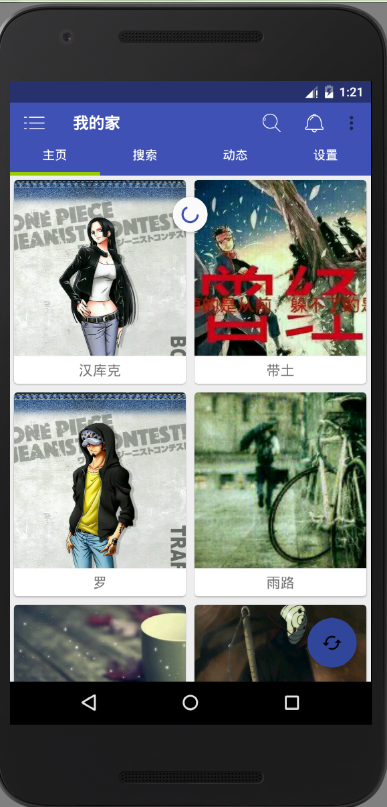 1:21
我的家
主页 搜索 动态 设置
ONE PIECE
JEANIST CONTEST
ジーニストコンテス
BO
曾经
汉库克
带土
ONE PIECE
JEANIST CONTEST
ジーニストコンテスト
TRAF
罗
雨路